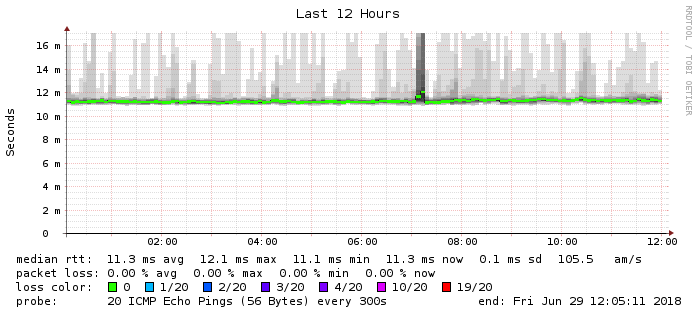 Last 12 Hours
RRDTOOL / TOBI OETIKER
Seconds
16 m
14 m
12 m
10 m
8 m
6 m
4 m
2 m
0
02:00 04:00 06:00 08:00 10:00 12:00
median rtt: 11.3 ms avg 12.1 ms max 11.1 ms min 11.3 ms now 0.1 ms sd 105.5 am/s
packet loss: 0.00 % avg 0.00 % max 0.00 % min 0.00 % now
loss color: 0 1/20 2/20 3/20 4/20 10/20 19/20
probe: 20 ICMP Echo Pings (56 Bytes) every 300s end: Fri Jun 29 12:05:11 2018